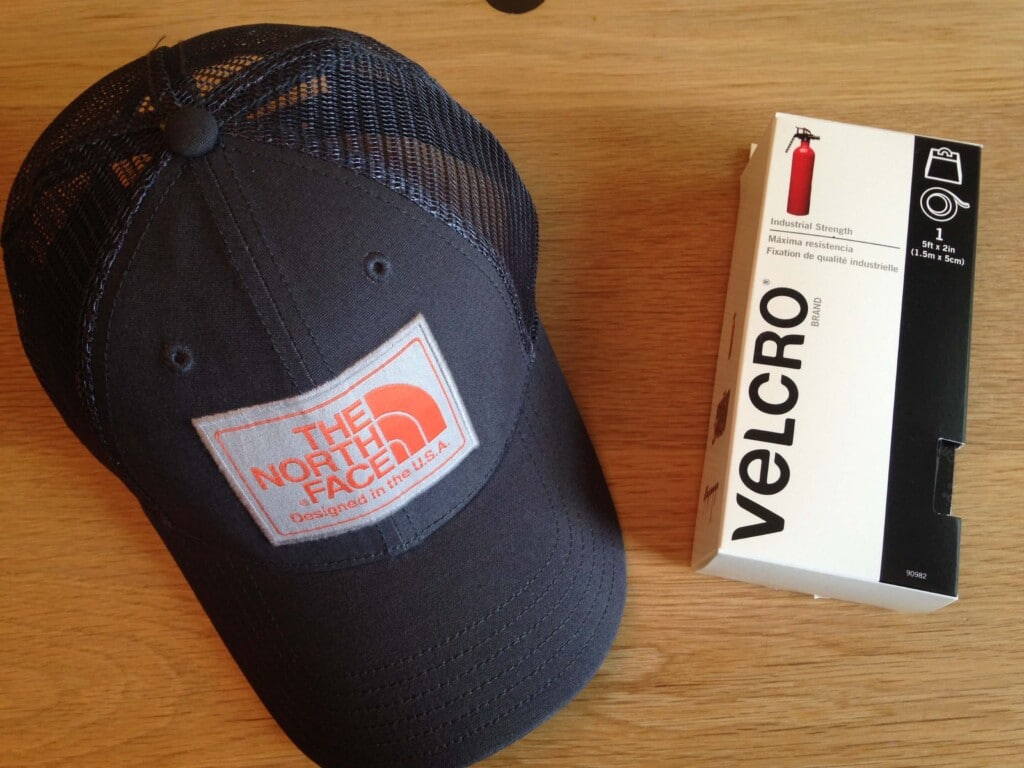 THE
NORTH
FACE
®
Designed in the U.S.A.
Industrial Strength
Máxima resistencia
Fixation de qualité industrielle
VELCRO®
BRAND
1
5ft x 2in
(1.5m x 5cm)
90982